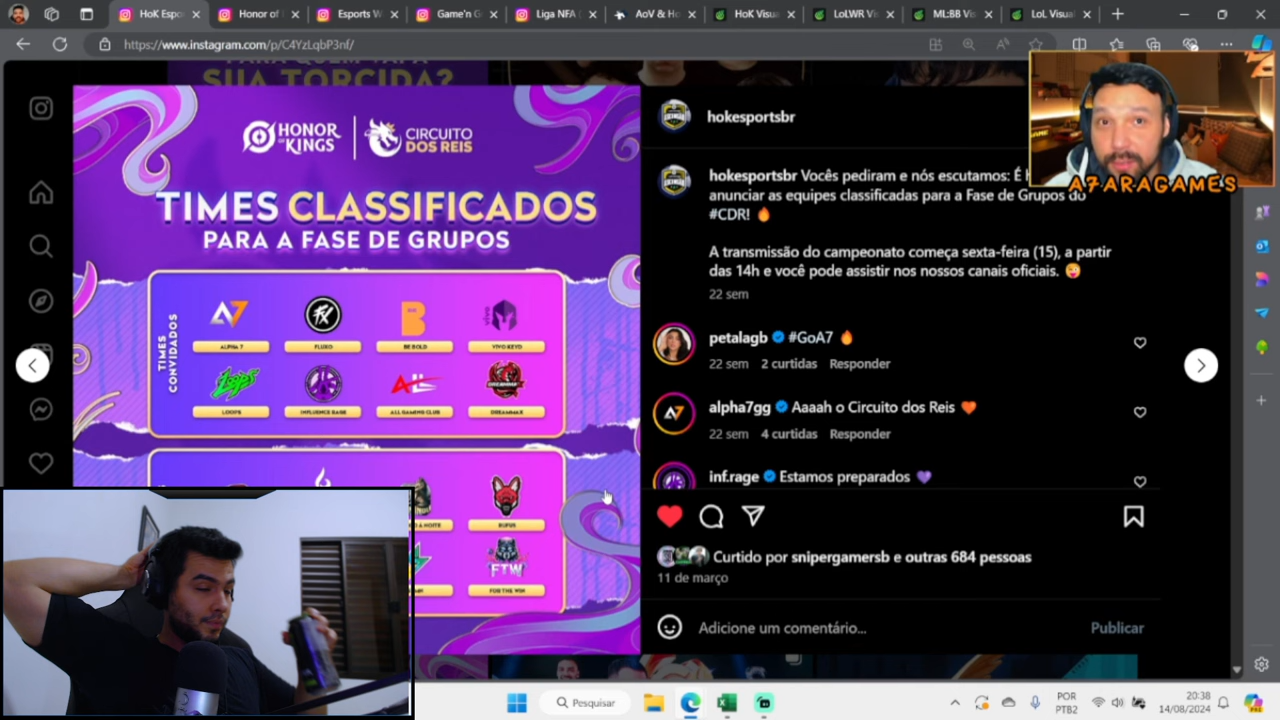 HoK Espo
Honor of
Esports W
Game'n G
Liga NFA
AoV & Ho
HoK Visua
LoLWR Vi
ML:BB Vis
LoL Visual
https://www.instagram.com/p/C4YzLqbP3nf/
SUA TORCIDA?
HONOR OF KINGS
CIRCUITO DOS REIS
TIMES CLASSIFICADOS
PARA A FASE DE GRUPOS
TIMES CONVIDADOS
ALPHA 7
FLUXO
BE BOLD
VIVO KEYD
LOOPS
INFLUENCE RAGE
ALL GAMING CLUB
DREAMMAX
A NOITE
RUFUS
FTW
FOR THE WIN
A7ARAGAMES
hokesportsbr
hokesportsbr Vocês pediram e nós escutamos: É h
anunciar as equipes classificadas para a Fase de Grupos do
#CDR! 🔥
A transmissão do campeonato começa sexta-feira (15), a partir
das 14h e você pode assistir nos nossos canais oficiais. 😜
22 sem
petalagb #GoA7 🔥
22 sem 2 curtidas Responder
alpha7gg Aaaah o Circuito dos Reis 🧡
22 sem 4 curtidas Responder
inf.rage Estamos preparados 💜
Curtido por snipergamersb e outras 684 pessoas
11 de março
Adicione um comentário...
Publicar
Pesquisar
POR
PTB2
20:38
14/08/2024